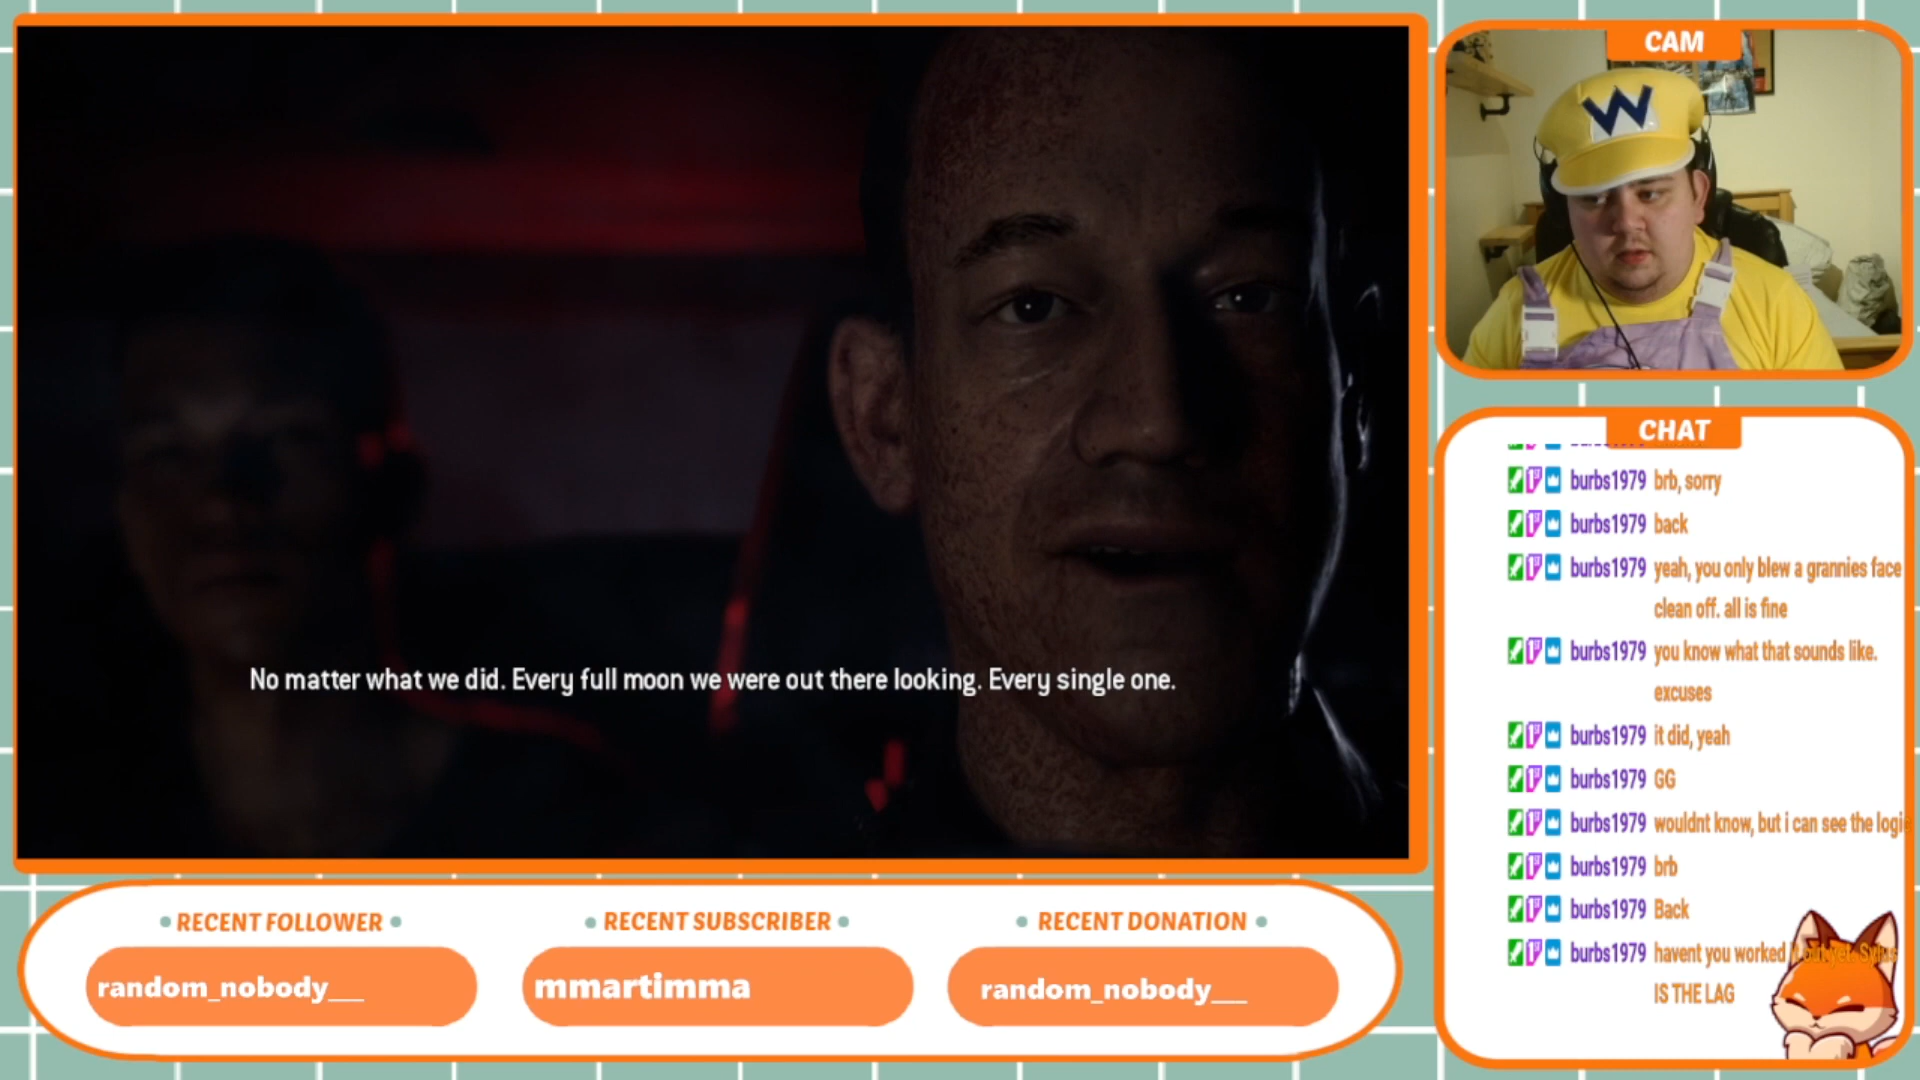 CAM
W
No matter what we did. Every full moon we were out there looking. Every single one.
CHAT
burbs1979 brb, sorry
burbs1979 back
burbs1979 yeah, you only blew a grannies face
clean off. all is fine
burbs1979 you know what that sounds like.
excuses
burbs1979 it did, yeah
burbs1979 GG
burbs1979 wouldnt know, but i can see the logi
burbs1979 brb
burbs1979 Back
burbs1979 havent you worked it out yet. Sylus
IS THE LAG
RECENT FOLLOWER
random_nobody__
RECENT SUBSCRIBER
mmartimma
RECENT DONATION
random_nobody__